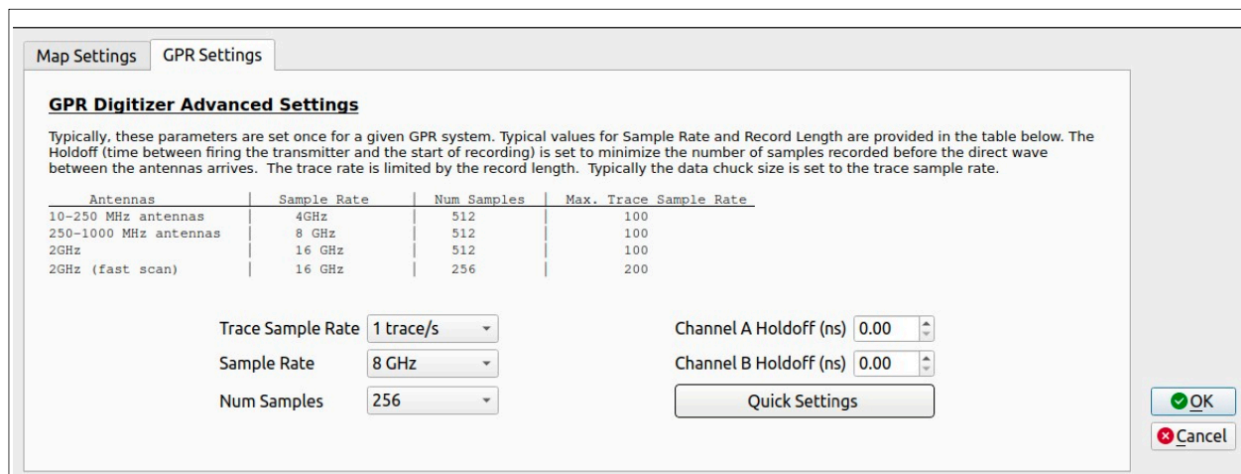 Map Settings GPR Settings
GPR Digitizer Advanced Settings
Typically, these parameters are set once for a given GPR system. Typical values for Sample Rate and Record Length are provided in the table below. The
Holdoff (time between firing the transmitter and the start of recording) is set to minimize the number of samples recorded before the direct wave
between the antennas arrives. The trace rate is limited by the record length. Typically the data chuck size is set to the trace sample rate.
Antennas | Sample Rate | Num Samples | Max. Trace Sample Rate
10-250 MHz antennas | 4GHz | 512 | 100
250-1000 MHz antennas | 8 GHz | 512 | 100
2GHz | 16 GHz | 512 | 100
2GHz (fast scan) | 16 GHz | 256 | 200
Trace Sample Rate 1 trace/s Channel A Holdoff (ns) 0.00
Sample Rate 8 GHz Channel B Holdoff (ns) 0.00
Num Samples 256 Quick Settings
OK
Cancel